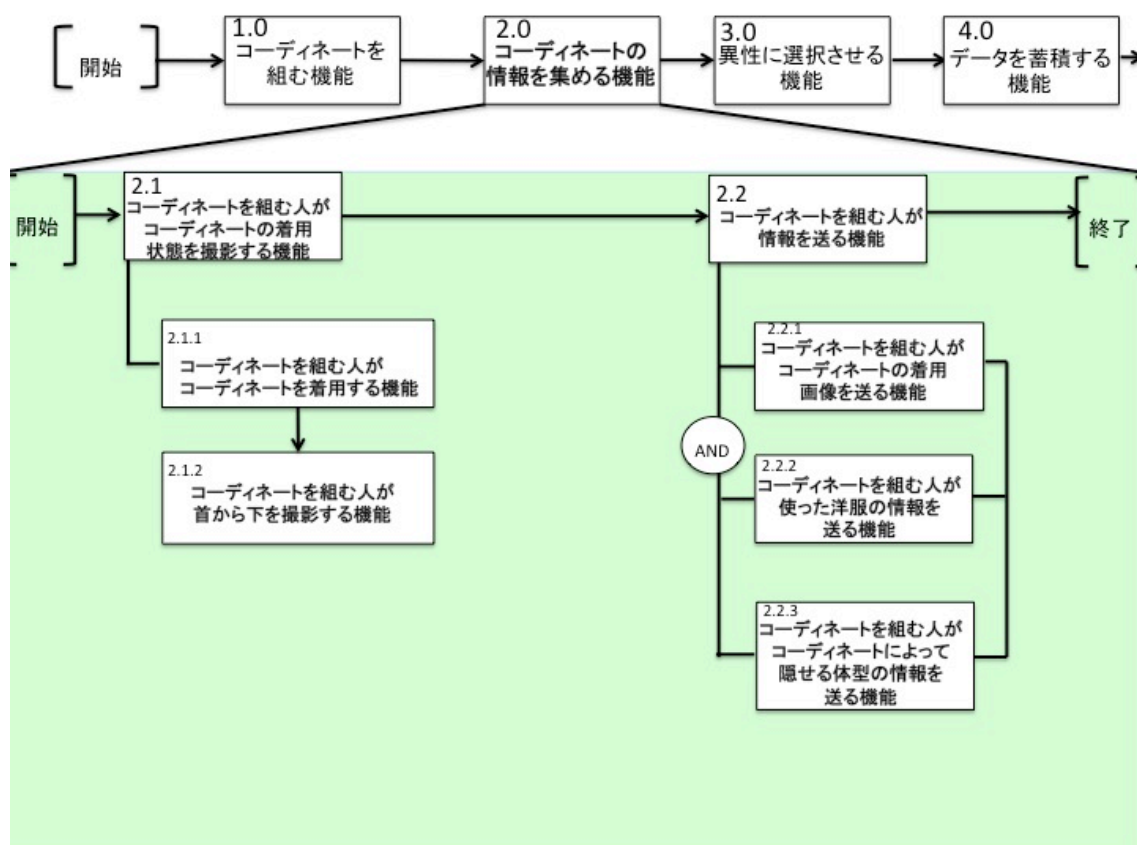 開始
1.0
コーディネートを
組む機能
2.0
コーディネートの
情報を集める機能
3.0
異性に選択させる
機能
4.0
データを蓄積する
機能
開始
2.1
コーディネートを組む人が
コーディネートの着用
状態を撮影する機能
2.2
コーディネートを組む人が
情報を送る機能
終了
2.1.1
コーディネートを組む人が
コーディネートを着用する機能
2.1.2
コーディネートを組む人が
首から下を撮影する機能
2.2.1
コーディネートを組む人が
コーディネートの着用
画像を送る機能
AND
2.2.2
コーディネートを組む人が
使った洋服の情報を
送る機能
2.2.3
コーディネートを組む人が
コーディネートによって
隠せる体型の情報を
送る機能